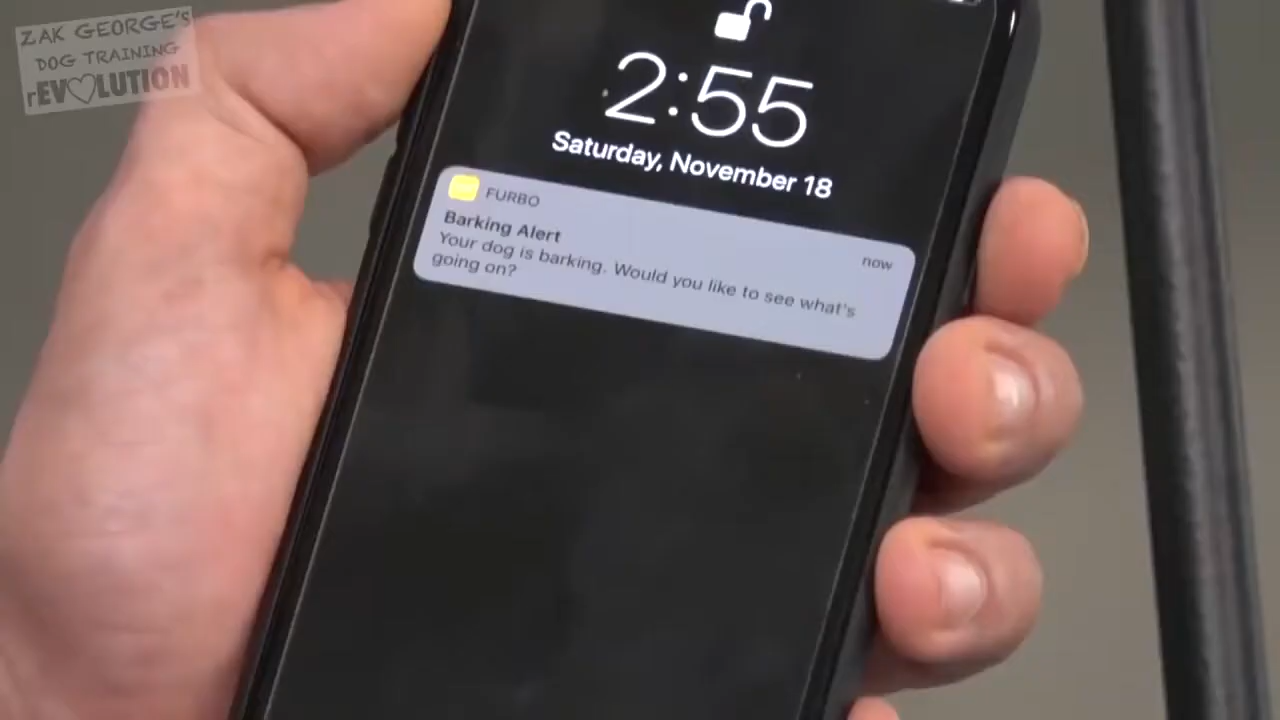 ZAK GEORGE'S
DOG TRAINING
rEVOLUTION
2:55
Saturday, November 18
FURBO
now
Barking Alert
Your dog is barking. Would you like to see what's
going on?